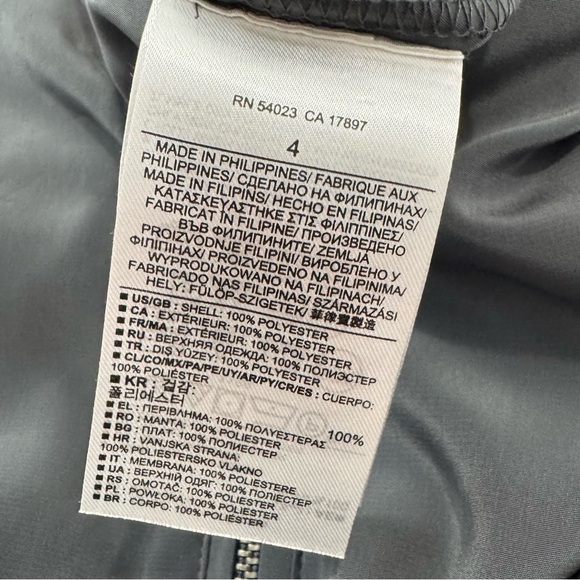 RN 54023 CA 17897
4
MADE IN PHILIPPINES/ FABRIQUE AUX
PHILIPPINES/ СДЕЛАНО НА ФИЛИПИНАХ/
MADE IN FILIPINS/ HECHO EN FILIPINAS/
ΚΑΤΑΣΚΕΥΑΣΤΗΚΕ ΣΤΙΣ ΦΙΛΙΠΠΙΝΕΣ/
FABRICAT ÎN FILIPINE/ ПРОИЗВЕДЕНО
ВЪВ ФИЛИПИНИТЕ/ ZEMLJA
PROIZVODNJE FILIPINI/ ВИРОБЛЕНО У
ФІЛІПІНАХ/ PROIZVEDENO NA FILIPINIMA/
WYPRODUKOWANO NA FILIPINACH/
FABRICADO NAS FILIPINAS/ SZÁRMAZÁSI
HELY: FÜLÖP-SZIGETEK/ 菲律賓製造
US/GB : SHELL: 100% POLYESTER
CA : EXTÉRIEUR: 100% POLYESTER
FR/MA : EXTÉRIEUR: 100% POLYESTER
RU : ВЕРХНЯЯ ОДЕЖДА: 100% ПОЛИЭСТЕР
TR : DIS YÜZEY: 100% POLYESTER
CL/CO/MX/PA/PE/UY/AR/PY/CR/ES : CUERPO:
100% POLIÉSTER
KR : 겉감: 100%
폴리에스터
EL : ΠΕΡΙΒΛΗΜΑ: 100% ΠΟΛΥΕΣΤΕΡΑΣ
RO : MANTA: 100% POLIESTER
BG : ПЛАТ: 100% ПОЛИЕСТЕР
HR : VANJSKA STRANA:
100% POLIESTERSKO VLAKNO
IT : MEMBRANA: 100% POLIESTERE
UA : ВЕРХНІЙ ОДЯГ: 100% ПОЛІЕСТЕР
RS : OMOTAČ: 100% POLIESTER
PL : POWŁOKA: 100% POLIESTER
BR : CORPO: 100% POLIÉSTER